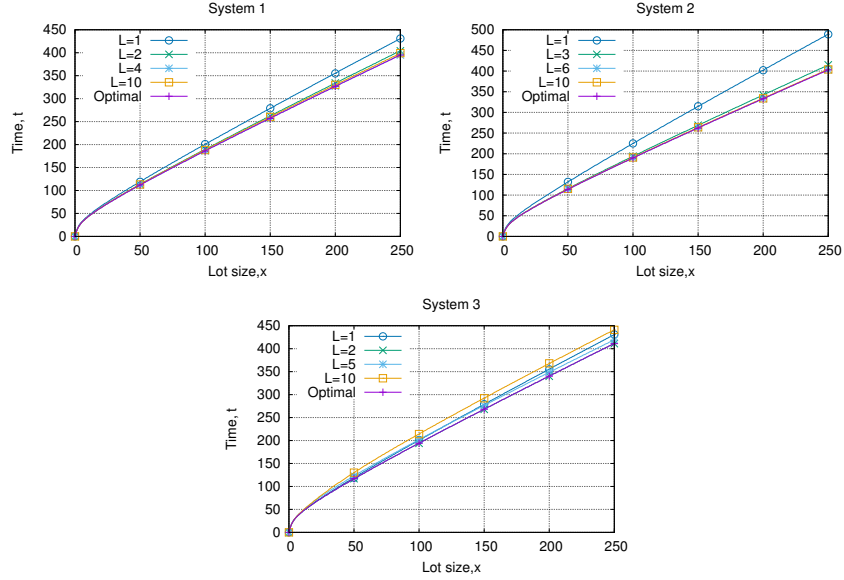 System 1
450
400
350
300
250
200
150
100
50
0
0 50 100 150 200 250
Time, t
Lot size,x
L=1
L=2
L=4
L=10
Optimal
System 2
500
450
400
350
300
250
200
150
100
50
0
0 50 100 150 200 250
Time, t
Lot size,x
L=1
L=3
L=6
L=10
Optimal
System 3
450
400
350
300
250
200
150
100
50
0
0 50 100 150 200 250
Time, t
Lot size,x
L=1
L=2
L=5
L=10
Optimal